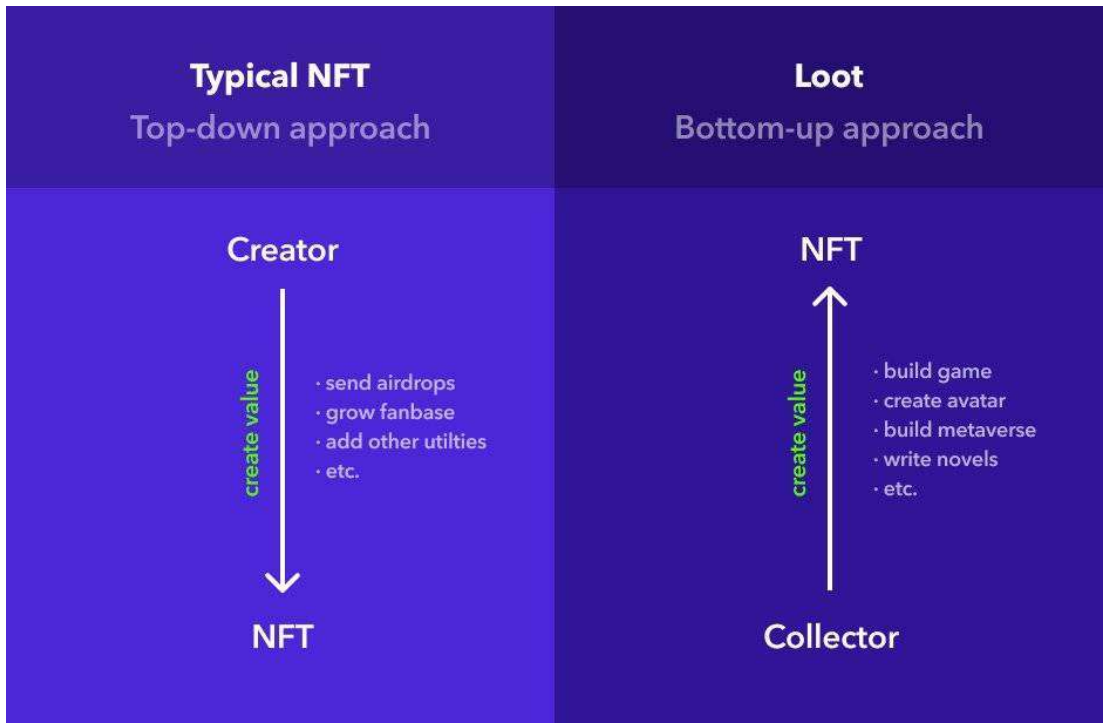 Typical NFT
Top-down approach
Creator
create value
· send airdrops
· grow fanbase
· add other utilties
· etc.
NFT
Loot
Bottom-up approach
NFT
create value
· build game
· create avatar
· build metaverse
· write novels
· etc.
Collector